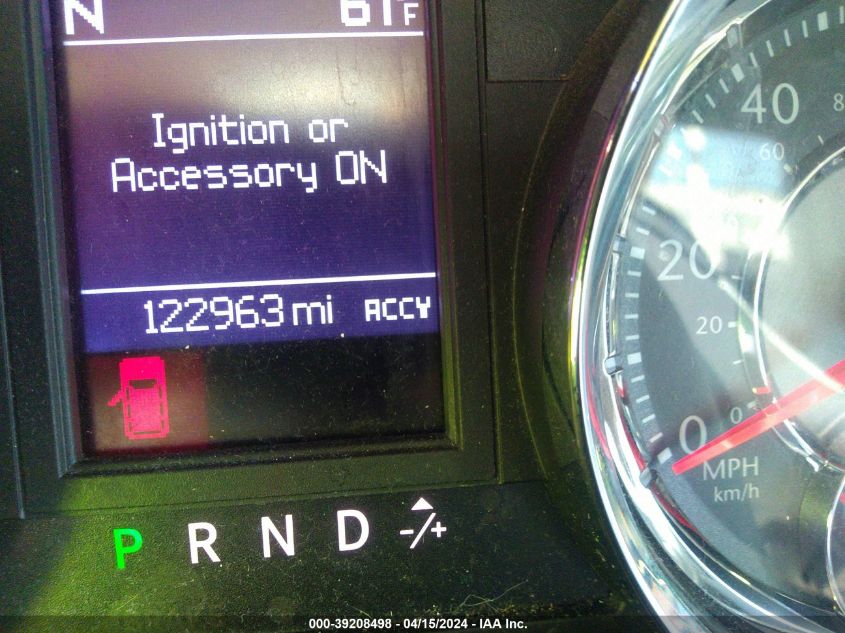 N 61F
Ignition or
Accessory ON
122963 mi ACCY
P R N D -/+
40
60
20
20
0
0
MPH
km/h
000-39208498 - 04/15/2024 - IAA, Inc.